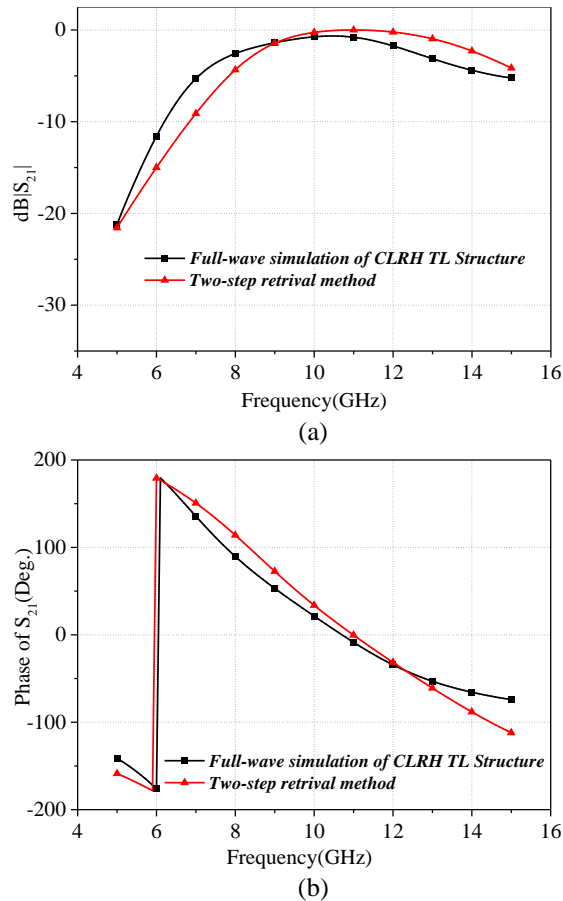 0
-10
-20
-30
dB|S21|
Full-wave simulation of CLRH TL Structure
Two-step retrival method
4 6 8 10 12 14 16
Frequency(GHz)
(a)
200
100
0
-100
-200
Phase of S21(Deg.)
Full-wave simulation of CLRH TL Structure
Two-step retrival method
4 6 8 10 12 14 16
Frequency(GHz)
(b)